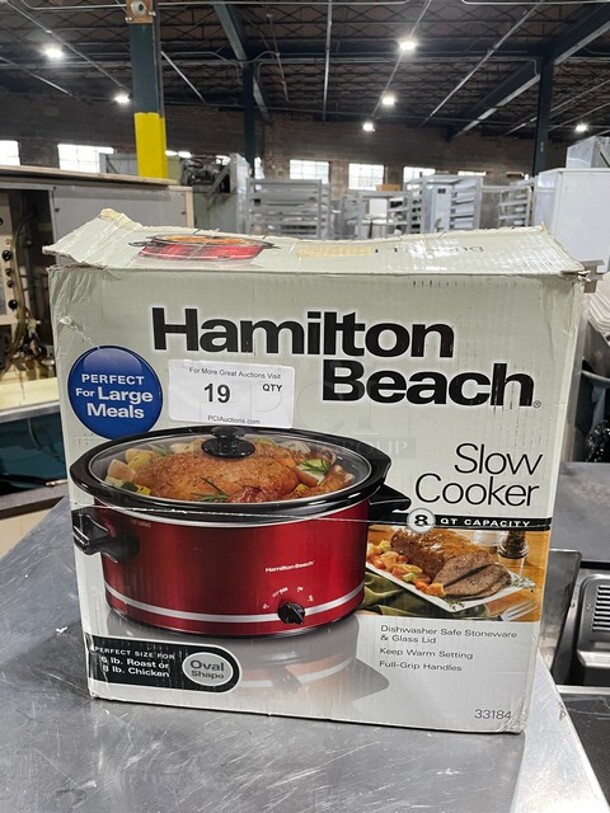 Hamilton
Beach®
PERFECT
For Large
Meals
For More Great Auctions Visit
19 QTY
PCIAuctions.com
GROUP
Slow
Cooker
8 QT CAPACITY
HamiltonBeach
Dishwasher Safe Stoneware
& Glass Lid
Keep Warm Setting
Full-Grip Handles
PERFECT SIZE FOR
6 lb. Roast or
8 lb. Chicken
Oval
Shape
33184